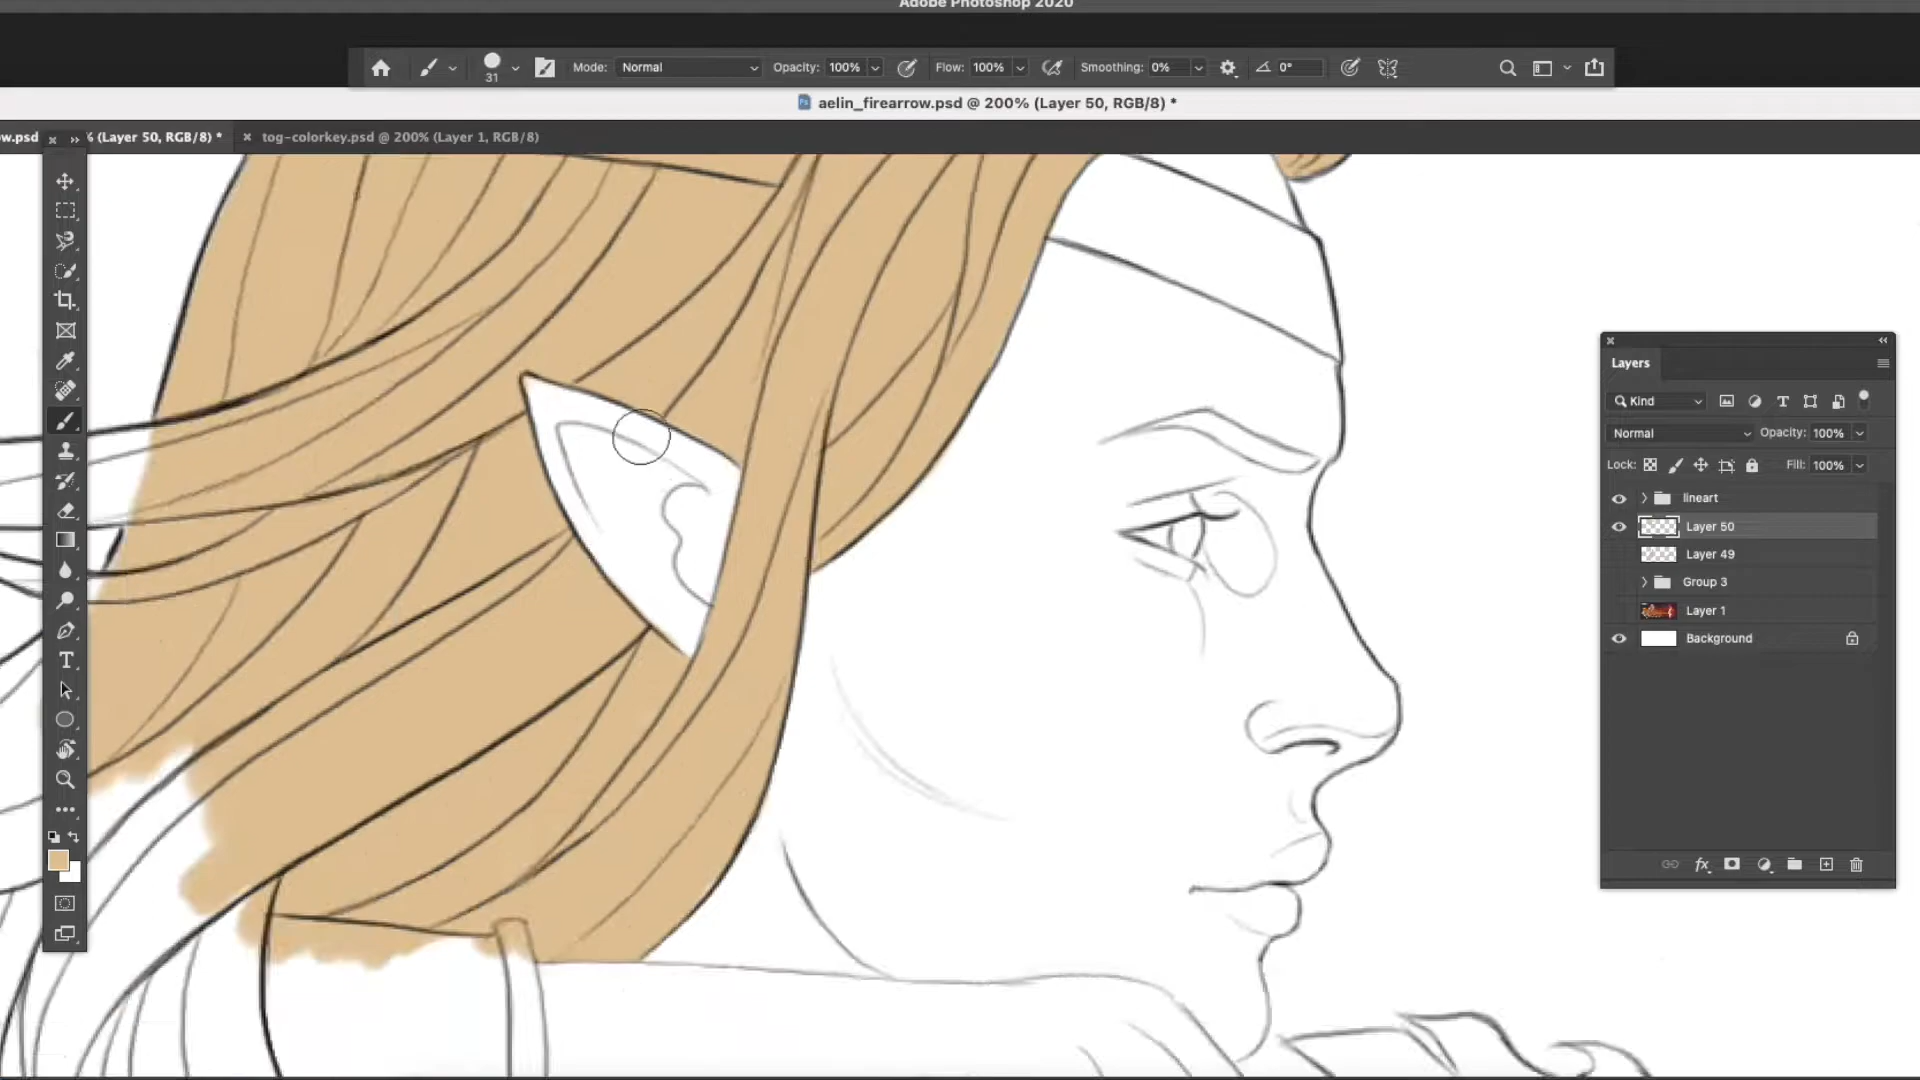 Adobe Photoshop 2020
31 Mode: Normal Opacity: 100% Flow: 100% Smoothing: 0% 0°
aelin_firearrow.psd @ 200% (Layer 50, RGB/8) *
ow.psd % (Layer 50, RGB/8) * tog-colorkey.psd @ 200% (Layer 1, RGB/8)
Layers
Kind
Normal Opacity: 100%
Lock: Fill: 100%
lineart
Layer 50
Layer 49
Group 3
Layer 1
Background
fx